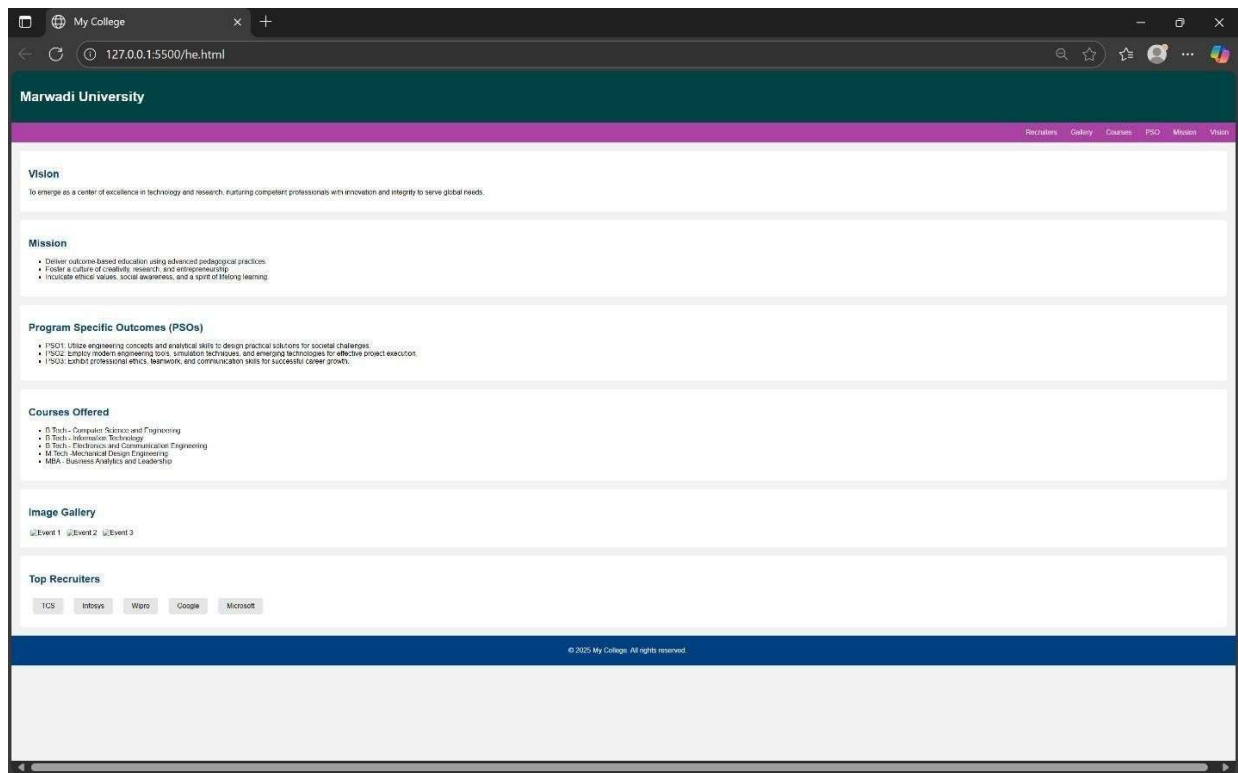 My College
127.0.0.1:5500/he.html
Marwadi University
Recruiters Gallery Courses PSO Mission Vision
Vision
To emerge as a center of excellence in technology and research, nurturing competent professionals with innovation and integrity to serve global needs.
Mission
Deliver outcome-based education using advanced pedagogical practices.
Foster a culture of creativity, research, and entrepreneurship
Inculcate ethical values, social awareness, and a spirit of lifelong learning.
Program Specific Outcomes (PSOs)
PSO1: Utilize engineering concepts and analytical skills to design practical solutions for societal challenges.
PSO2: Employ modern engineering tools, simulation techniques, and emerging technologies for effective project execution.
PSO3: Exhibit professional ethics, teamwork, and communication skills for successful career growth.
Courses Offered
B.Tech - Computer Science and Engineering
B.Tech - Information Technology
B.Tech - Electronics and Communication Engineering
M.Tech -Mechanical Design Engineering
MBA - Business Analytics and Leadership
Image Gallery
Event 1 Event 2 Event 3
Top Recruiters
TCS Infosys Wipro Google Microsoft
© 2025 My College. All rights reserved.